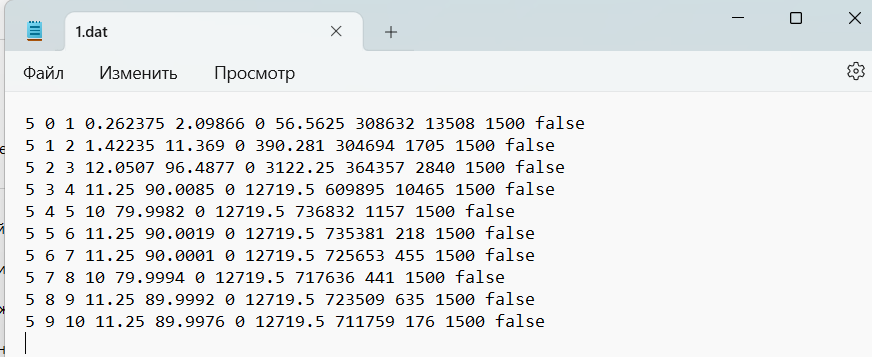 1.dat
Файл Изменить Просмотр
5 0 1 0.262375 2.09866 0 56.5625 308632 13508 1500 false
5 1 2 1.42235 11.369 0 390.281 304694 1705 1500 false
5 2 3 12.0507 96.4877 0 3122.25 364357 2840 1500 false
5 3 4 11.25 90.0085 0 12719.5 609895 10465 1500 false
5 4 5 10 79.9982 0 12719.5 736832 1157 1500 false
5 5 6 11.25 90.0019 0 12719.5 735381 218 1500 false
5 6 7 11.25 90.0001 0 12719.5 725653 455 1500 false
5 7 8 10 79.9994 0 12719.5 717636 441 1500 false
5 8 9 11.25 89.9992 0 12719.5 723509 635 1500 false
5 9 10 11.25 89.9976 0 12719.5 711759 176 1500 false